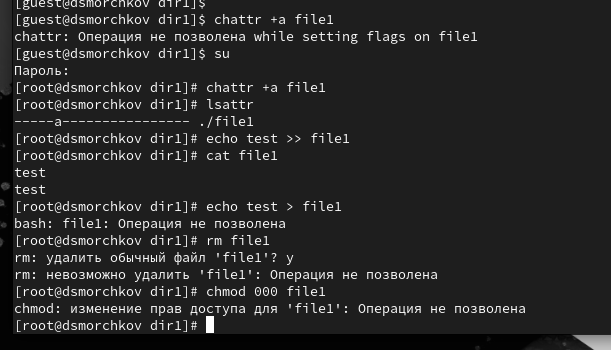 [guest@dsmorchkov dir1]$
[guest@dsmorchkov dir1]$ chattr +a file1
chattr: Операция не позволена while setting flags on file1
[guest@dsmorchkov dir1]$ su
Пароль:
[root@dsmorchkov dir1]# chattr +a file1
[root@dsmorchkov dir1]# lsattr
-----a---------------- ./file1
[root@dsmorchkov dir1]# echo test >> file1
[root@dsmorchkov dir1]# cat file1
test
test
[root@dsmorchkov dir1]# echo test > file1
bash: file1: Операция не позволена
[root@dsmorchkov dir1]# rm file1
rm: удалить обычный файл 'file1'? y
rm: невозможно удалить 'file1': Операция не позволена
[root@dsmorchkov dir1]# chmod 000 file1
chmod: изменение прав доступа для 'file1': Операция не позволена
[root@dsmorchkov dir1]#